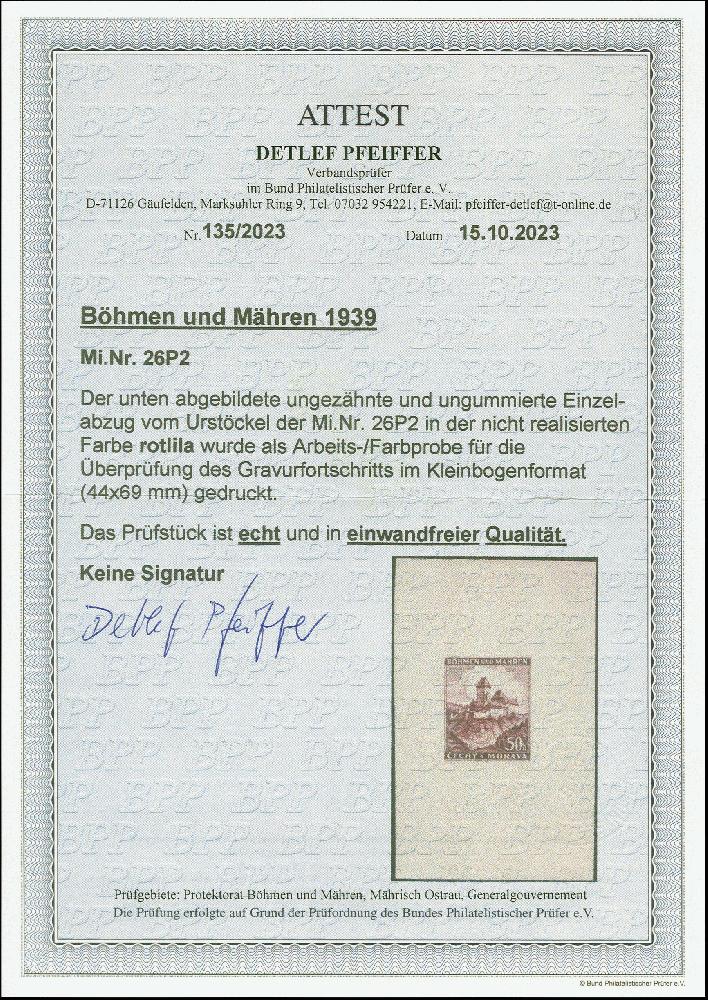 ATTEST
DETLEF PFEIFFER
Verbandsprüfer
im Bund Philatelistischer Prüfer e. V.
D-71126 Gäufelden, Marksuhler Ring 9, Tel. 07032 954221, E-Mail: pfeiffer-detlef@t-online.de
Nr. 135/2023 Datum 15.10.2023
Böhmen und Mähren 1939
Mi.Nr. 26P2
Der unten abgebildete ungezähnte und ungummierte Einzel-
abzug vom Urstöckel der Mi.Nr. 26P2 in der nicht realisierten
Farbe rotlila wurde als Arbeits-/Farbprobe für die
Überprüfung des Gravurfortschritts im Kleinbogenformat
(44x69 mm) gedruckt.
Das Prüfstück ist echt und in einwandfreier Qualität.
Keine Signatur
Detlef Pfeiffer
BÖHMEN UND MÄHREN
50h
ČECHY A MORAVA
Prüfgebiete: Protektorat Böhmen und Mähren, Mährisch Ostrau, Generalgouvernement
Die Prüfung erfolgte auf Grund der Prüfordnung des Bundes Philatelistischer Prüfer e.V.
© Bund Philatelistischer Prüfer e.V.